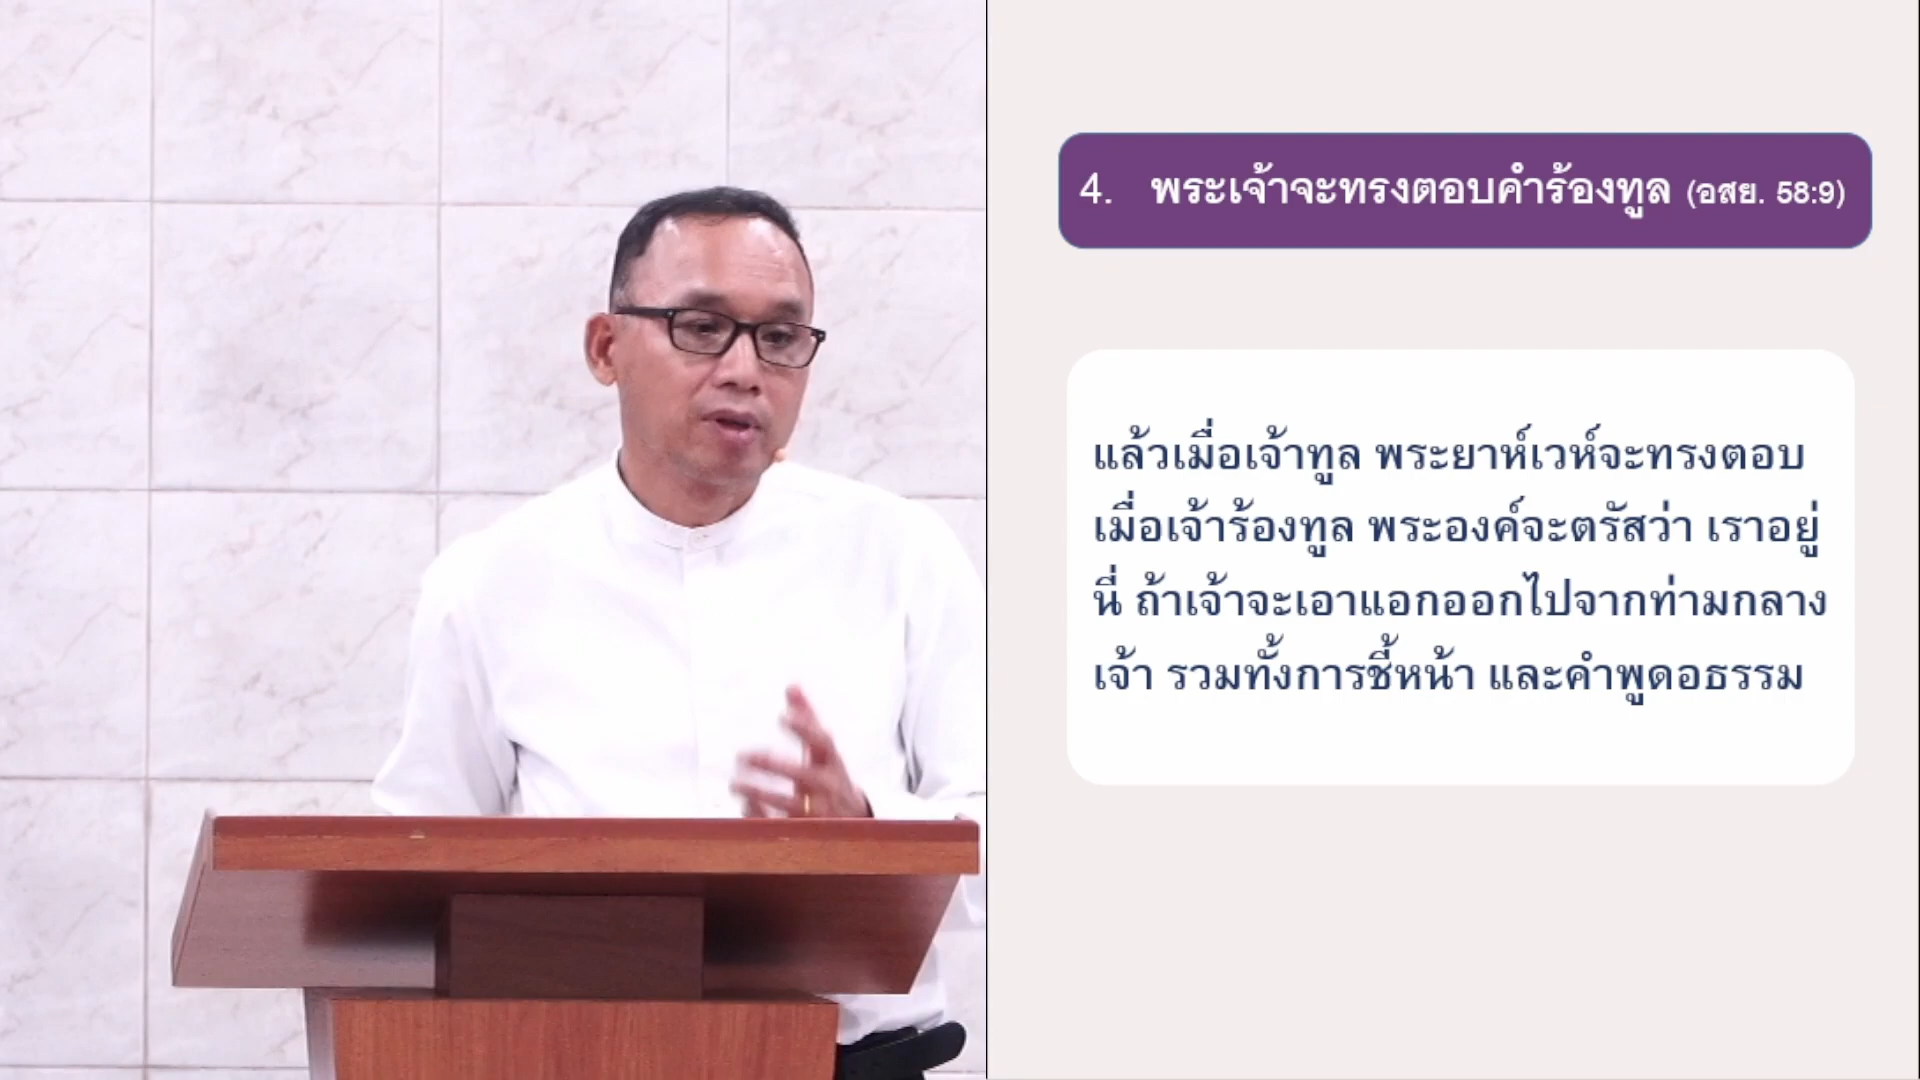 4. พระเจ้าจะทรงตอบคำร้องทูล (อสย. 58:9)
แล้วเมื่อเจ้าทูล พระยาห์เวห์จะทรงตอบ
เมื่อเจ้าร้องทูล พระองค์จะตรัสว่า เราอยู่
นี่ ถ้าเจ้าจะเอาแอกออกไปจากท่ามกลาง
เจ้า รวมทั้งการชี้หน้า และคำพูดอธรรม